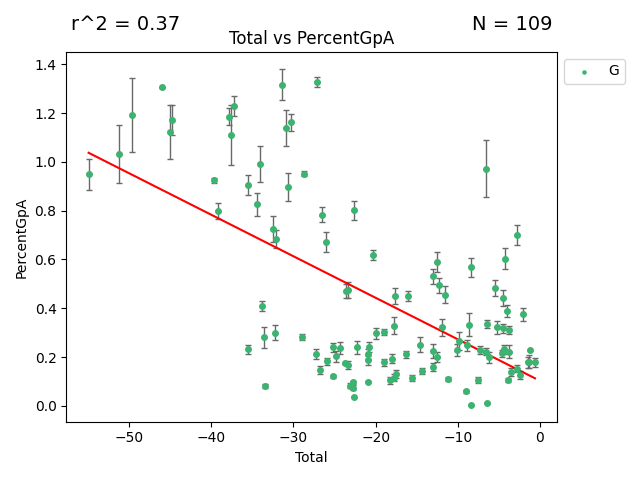 r^2 = 0.37
N = 109
Total vs PercentGpA
G
PercentGpA
1.4
1.2
1.0
0.8
0.6
0.4
0.2
0.0
−50
−40
−30
−20
−10
0
Total